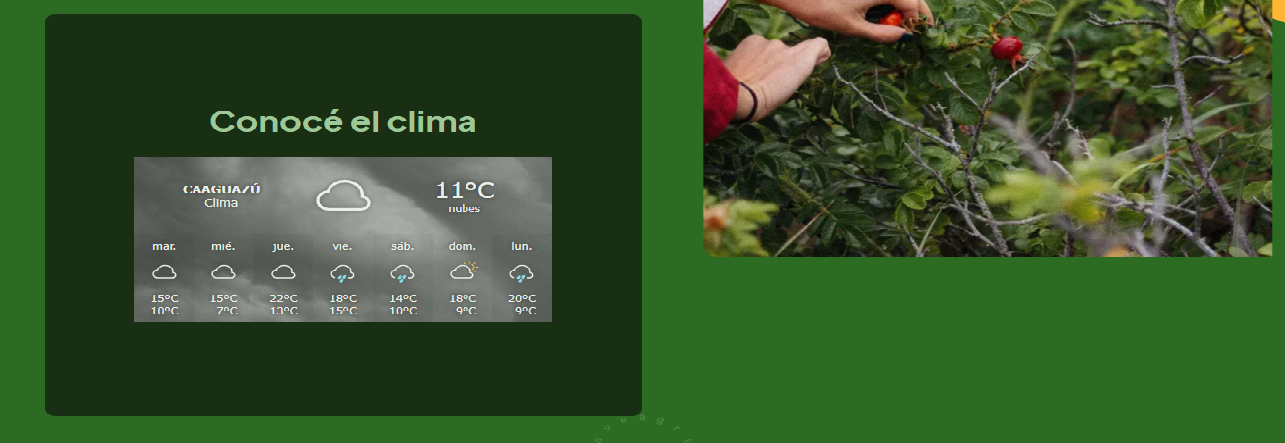 Conocé el clima
CAAGUAZÚ
Clima
11°C
nubes
mar. mié. jue. vie. sáb. dom. lun.
15°C 15°C 22°C 18°C 14°C 18°C 20°C
10°C 7°C 13°C 15°C 10°C 9°C 9°C
v e a g r